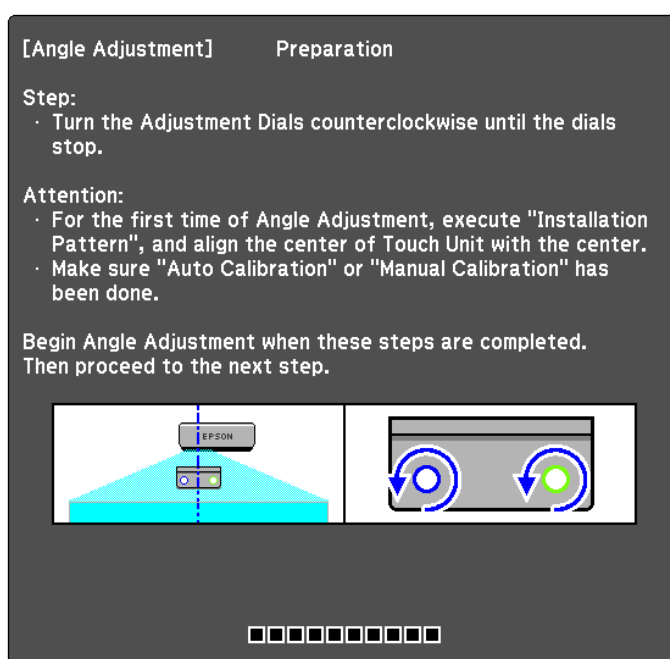 [Angle Adjustment] Preparation
Step:
· Turn the Adjustment Dials counterclockwise until the dials
stop.
Attention:
· For the first time of Angle Adjustment, execute "Installation
Pattern", and align the center of Touch Unit with the center.
· Make sure "Auto Calibration" or "Manual Calibration" has
been done.
Begin Angle Adjustment when these steps are completed.
Then proceed to the next step.
EPSON